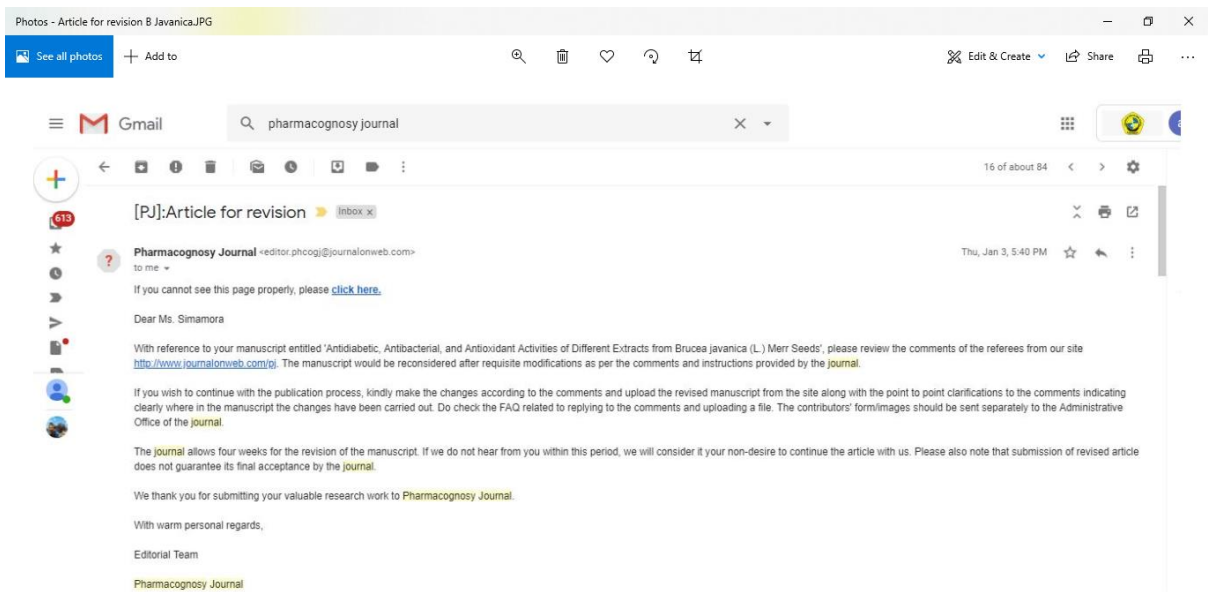 Photos - Article for revision B Javanica.JPG
See all photos
Add to
Edit & Create
Share
Gmail
pharmacognosy journal
16 of about 84
613
[PJ]:Article for revision
Inbox x
Pharmacognosy Journal <editor.phcogj@journalonweb.com>
Thu, Jan 3, 5:40 PM
?
to me
If you cannot see this page properly, please click here.
Dear Ms. Simamora
With reference to your manuscript entitled 'Antidiabetic, Antibacterial, and Antioxidant Activities of Different Extracts from Brucea javanica (L.) Merr Seeds', please review the comments of the referees from our site
http://www.journalonweb.com/pj. The manuscript would be reconsidered after requisite modifications as per the comments and instructions provided by the journal.
If you wish to continue with the publication process, kindly make the changes according to the comments and upload the revised manuscript from the site along with the point to point clarifications to the comments indicating
clearly where in the manuscript the changes have been carried out. Do check the FAQ related to replying to the comments and uploading a file. The contributors' form/images should be sent separately to the Administrative
Office of the journal.
The journal allows four weeks for the revision of the manuscript. If we do not hear from you within this period, we will consider it your non-desire to continue the article with us. Please also note that submission of revised article
does not guarantee its final acceptance by the journal.
We thank you for submitting your valuable research work to Pharmacognosy Journal.
With warm personal regards,
Editorial Team
Pharmacognosy Journal